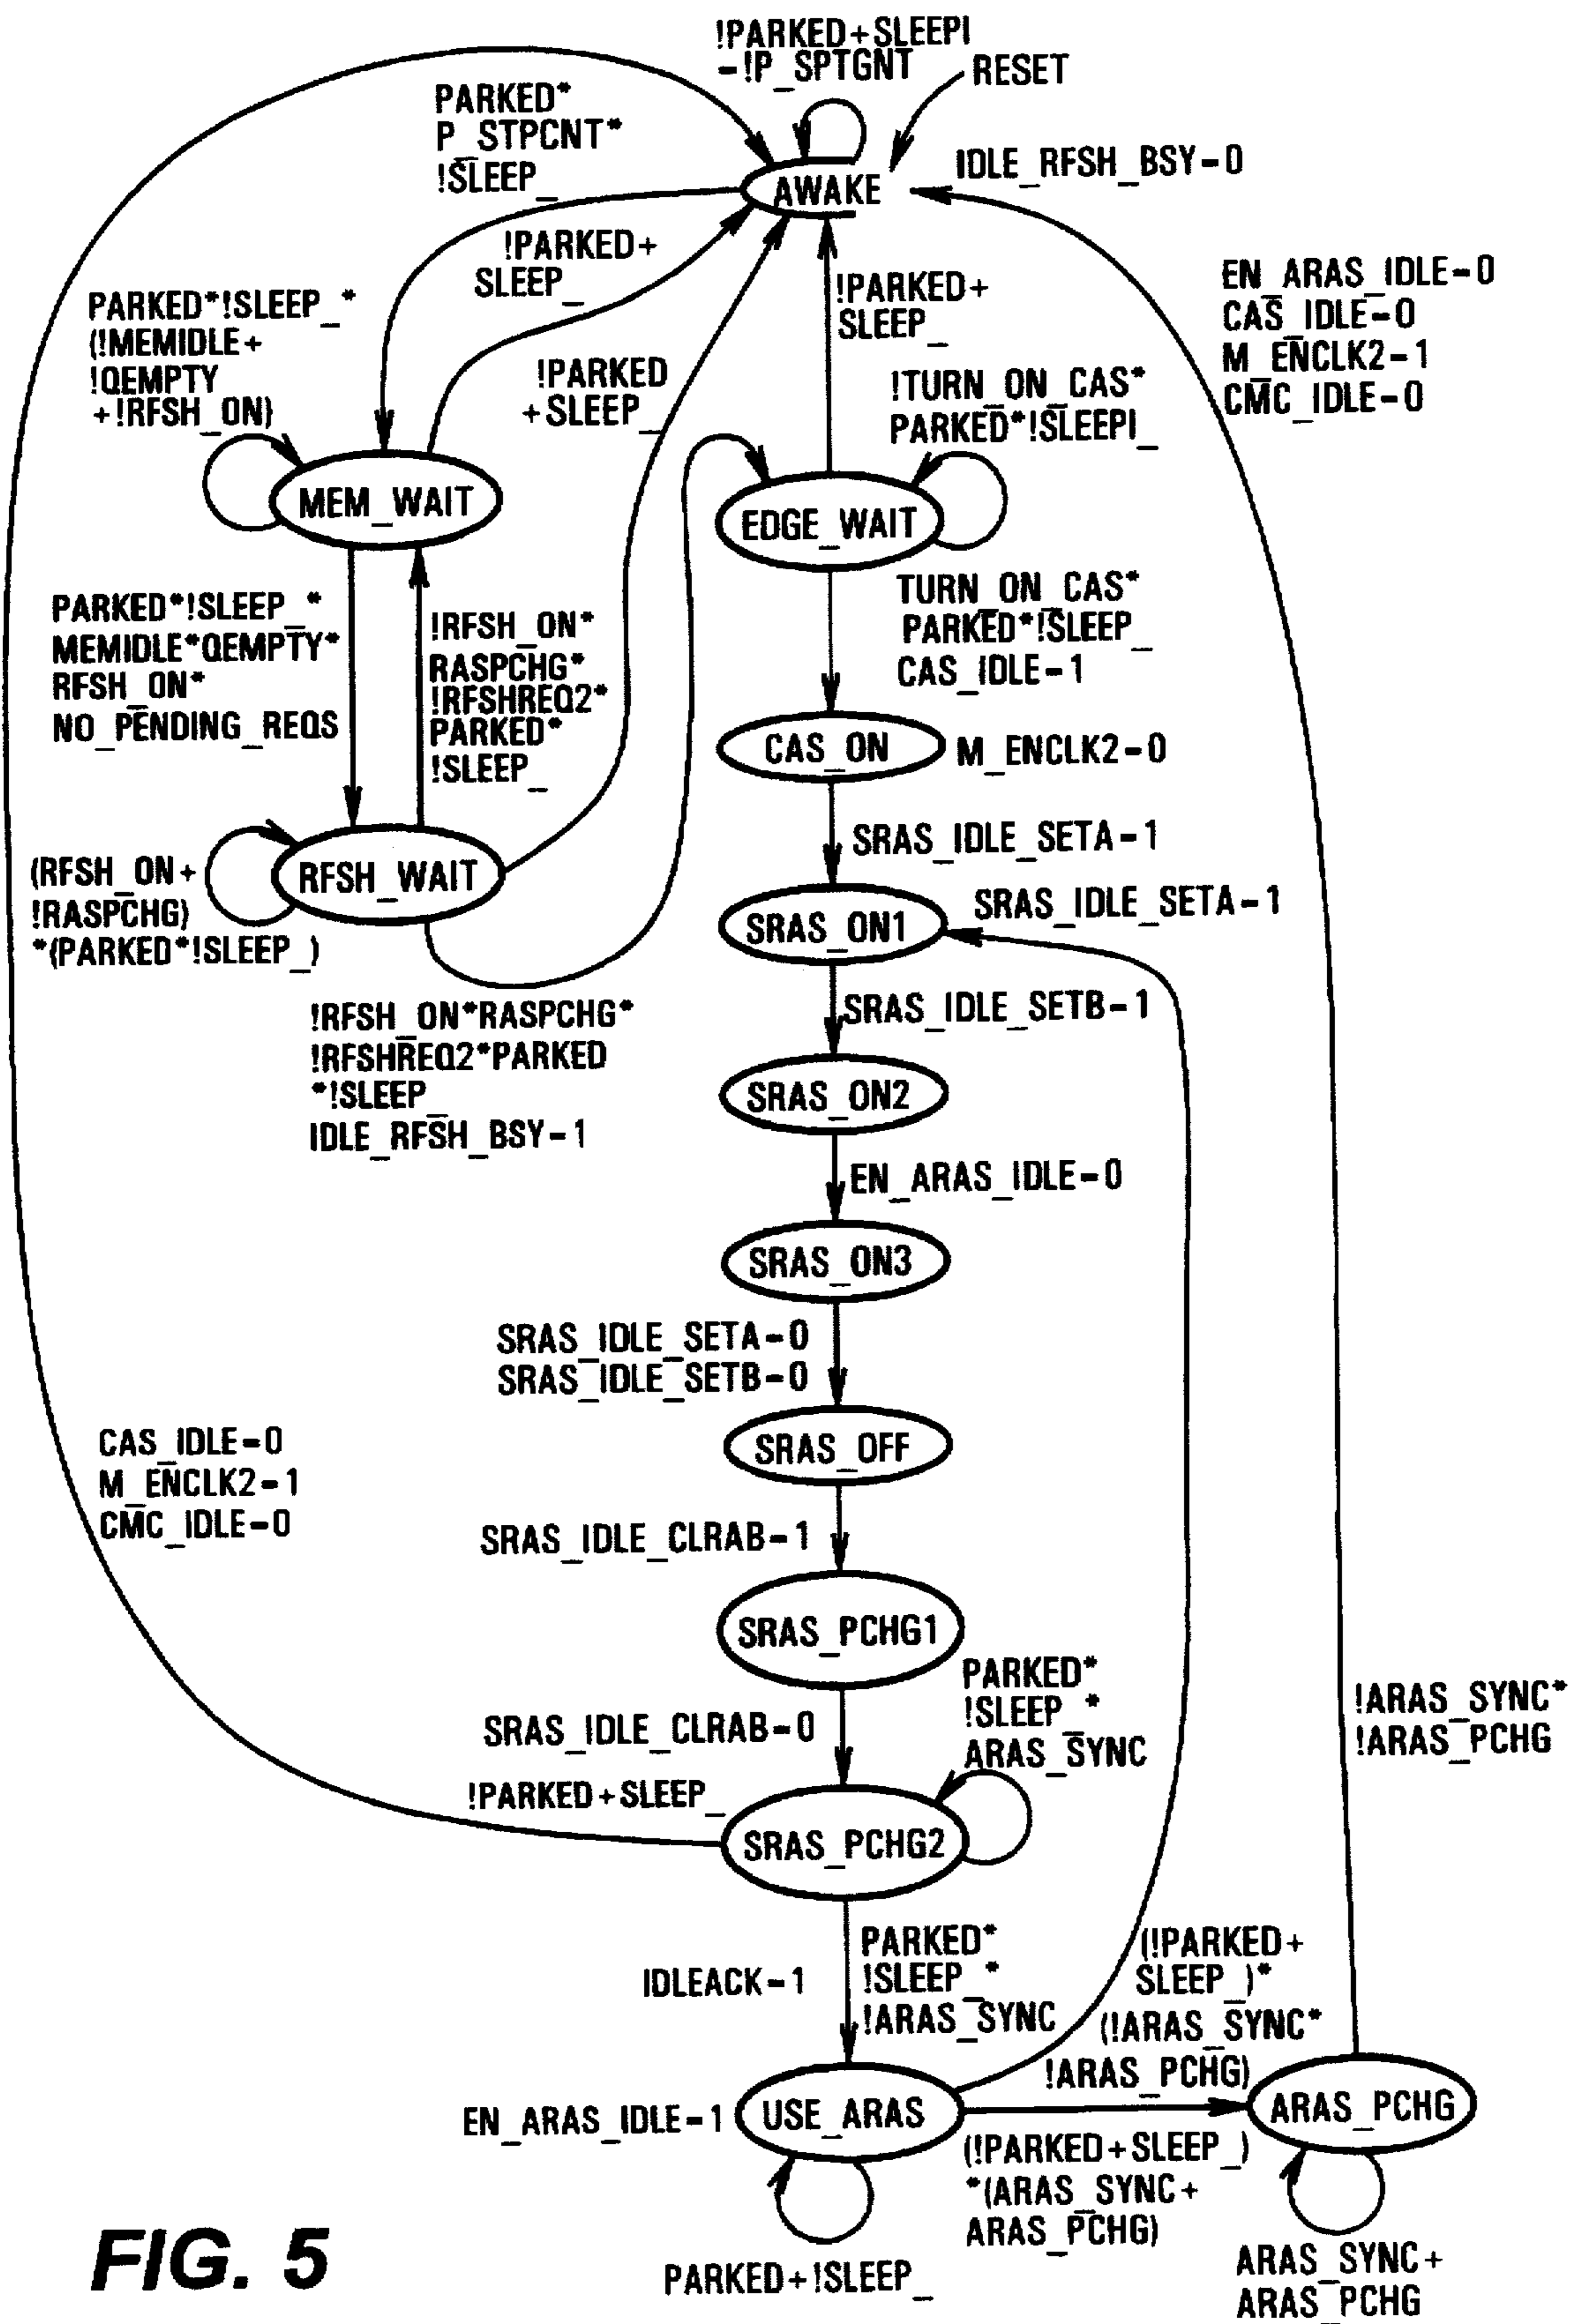 !PARKED+SLEEPI
-!P_SPTGNT
RESET
PARKED*
P_STPCNT*
!SLEEP_
AWAKE
IDLE_RFSH_BSY-0
!PARKED+
SLEEP_
!PARKED+
SLEEP_
EN_ARAS_IDLE-0
CAS_IDLE-0
M_ENCLK2-1
CMC_IDLE-0
PARKED*!SLEEP_*
(!MEMIDLE+
!QEMPTY
+!RFSH_ON)
!PARKED
+SLEEP_
!TURN_ON_CAS*
PARKED*!SLEEPI_
MEM_WAIT
EDGE_WAIT
PARKED*!SLEEP_*
MEMIDLE*QEMPTY*
RFSH_ON*
NO_PENDING_REQS
!RFSH_ON*
RASPCHG*
!RFSHREQ2*
PARKED*
!SLEEP_
TURN_ON_CAS*
PARKED*!SLEEP_
CAS_IDLE-1
CAS_ON
M_ENCLK2-0
SRAS_IDLE_SETA-1
(RFSH_ON+
!RASPCHG)
*(PARKED*!SLEEP_)
RFSH_WAIT
SRAS_ON1
SRAS_IDLE_SETA-1
!RFSH_ON*RASPCHG*
!RFSHREQ2*PARKED
*!SLEEP_
IDLE_RFSH_BSY-1
SRAS_IDLE_SETB-1
SRAS_ON2
EN_ARAS_IDLE-0
SRAS_ON3
SRAS_IDLE_SETA-0
SRAS_IDLE_SETB-0
SRAS_OFF
CAS_IDLE-0
M_ENCLK2-1
CMC_IDLE-0
SRAS_IDLE_CLRAB-1
SRAS_PCHG1
SRAS_IDLE_CLRAB-0
PARKED*
!SLEEP_*
ARAS_SYNC
!ARAS_SYNC*
!ARAS_PCHG
!PARKED+SLEEP_
SRAS_PCHG2
IDLEACK-1
PARKED*
!SLEEP_*
!ARAS_SYNC
(!PARKED+
SLEEP_)*
(!ARAS_SYNC*
!ARAS_PCHG)
EN_ARAS_IDLE-1
USE_ARAS
ARAS_PCHG
(!PARKED+SLEEP_)
*(ARAS_SYNC+
ARAS_PCHG)
PARKED+!SLEEP_
ARAS_SYNC+
ARAS_PCHG
FIG. 5